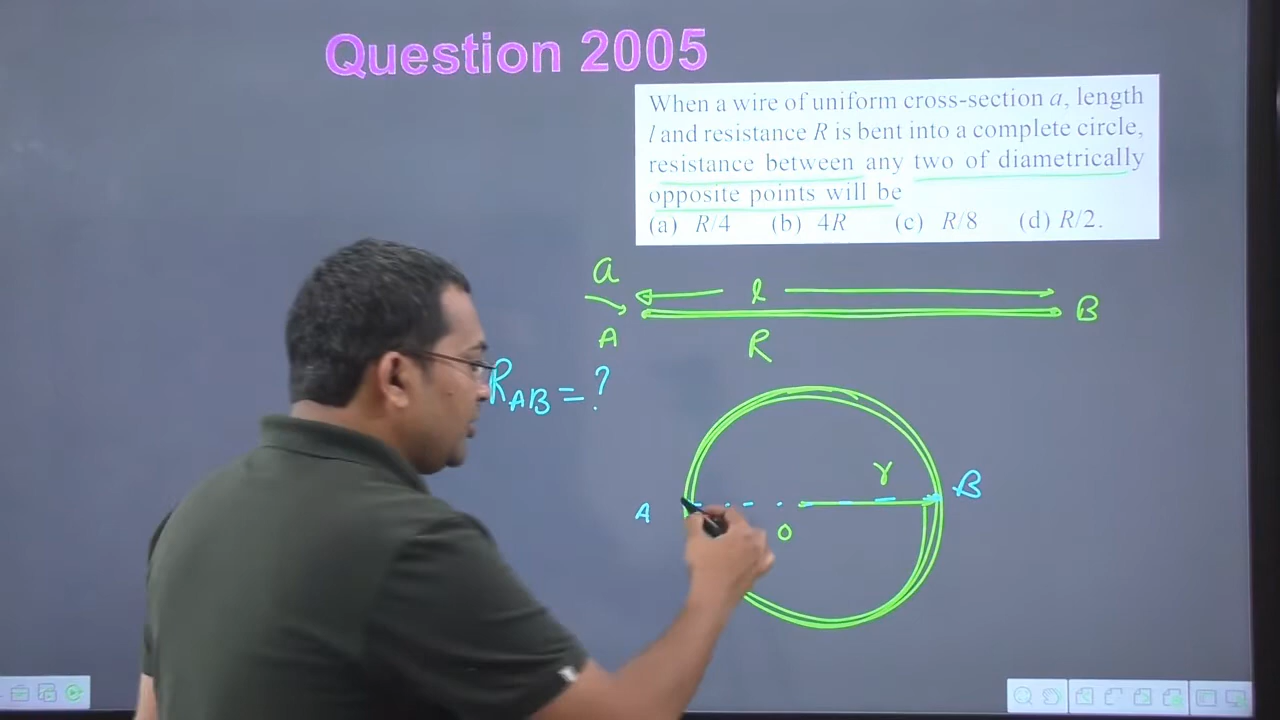 Question 2005
When a wire of uniform cross-section a, length
l and resistance R is bent into a complete circle,
resistance between any two of diametrically
opposite points will be
(a) R/4 (b) 4R (c) R/8 (d) R/2.
a
l
A
B
R
R_AB = ?
r
A
B
O